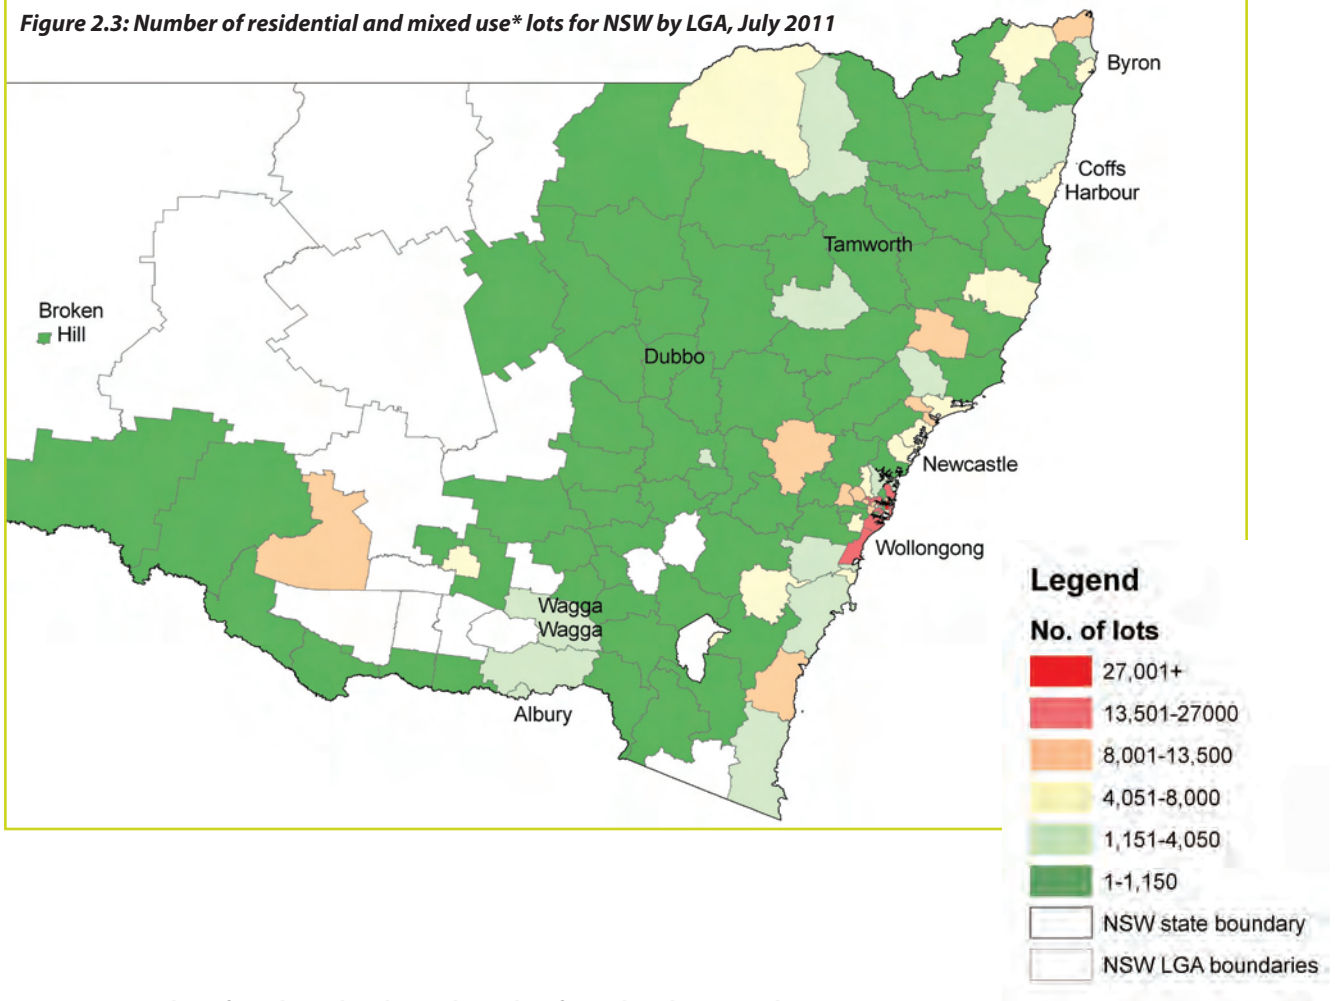 Figure 2.3: Number of residential and mixed use* lots for NSW by LGA, July 2011
Byron
Coffs
Harbour
Tamworth
Broken
Hill
Dubbo
Newcastle
Wollongong
Wagga
Wagga
Albury
Legend
No. of lots
27,001+
13,501-27000
8,001-13,500
4,051-8,000
1,151-4,050
1-1,150
NSW state boundary
NSW LGA boundaries